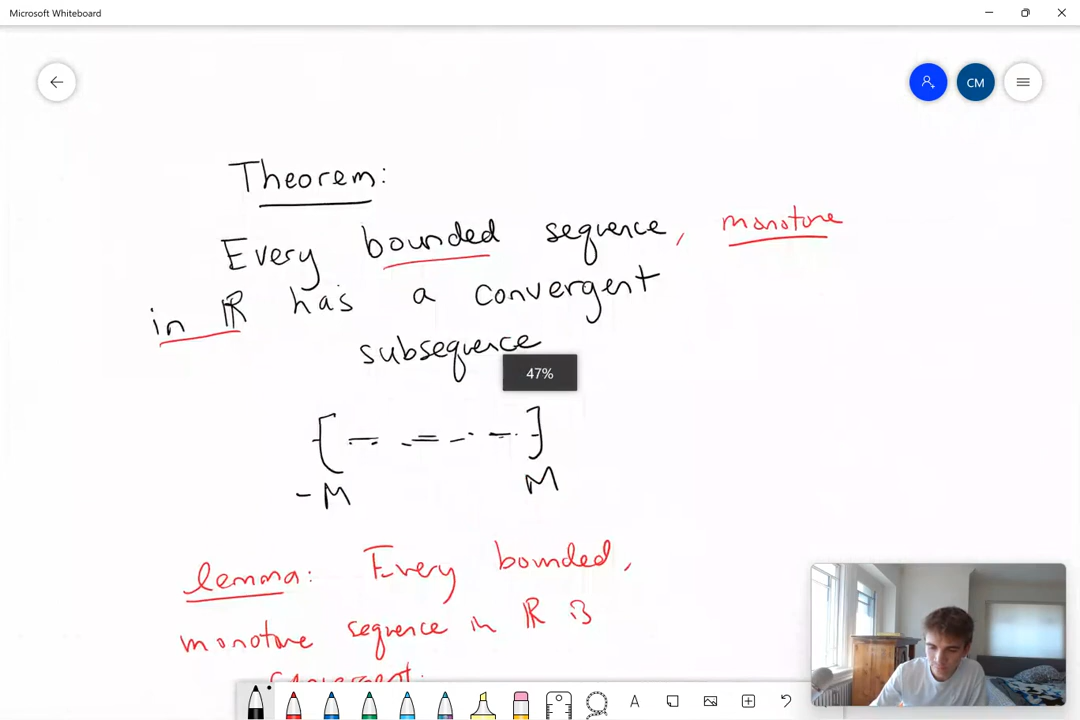 Microsoft Whiteboard
CM
Theorem:
Every bounded sequence, monotone
in ℝ has a convergent
subsequence
47%
[ ]
-M M
lemma: Every bounded,
monotone sequence in ℝ is
convergent.
A